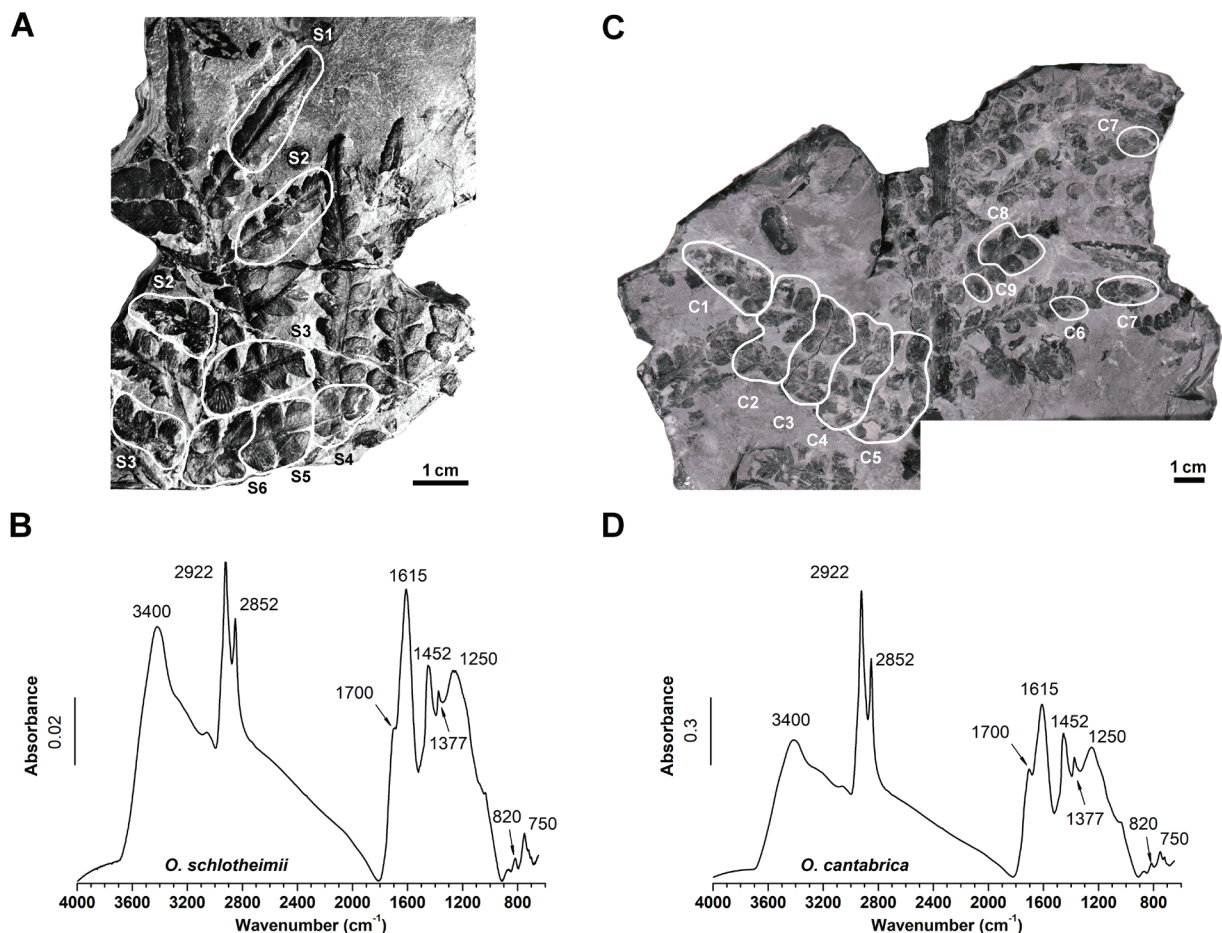 A
S1
S2
S2
S3
S3
S4
S5
S6
1 cm
C
C7
C8
C1
C9
C7
C6
C2
C3
C4
C5
1 cm
B
2922
1615
2852
3400
1452
1250
1700
1377
820
750
Absorbance
0.02
O. schlotheimii
4000 3600 3200 2800 2400 2000 1600 1200 800
Wavenumber (cm⁻¹)
D
2922
2852
1615
3400
1700
1452
1250
1377
820
750
Absorbance
0.3
O. cantabrica
4000 3600 3200 2800 2400 2000 1600 1200 800
Wavenumber (cm⁻¹)